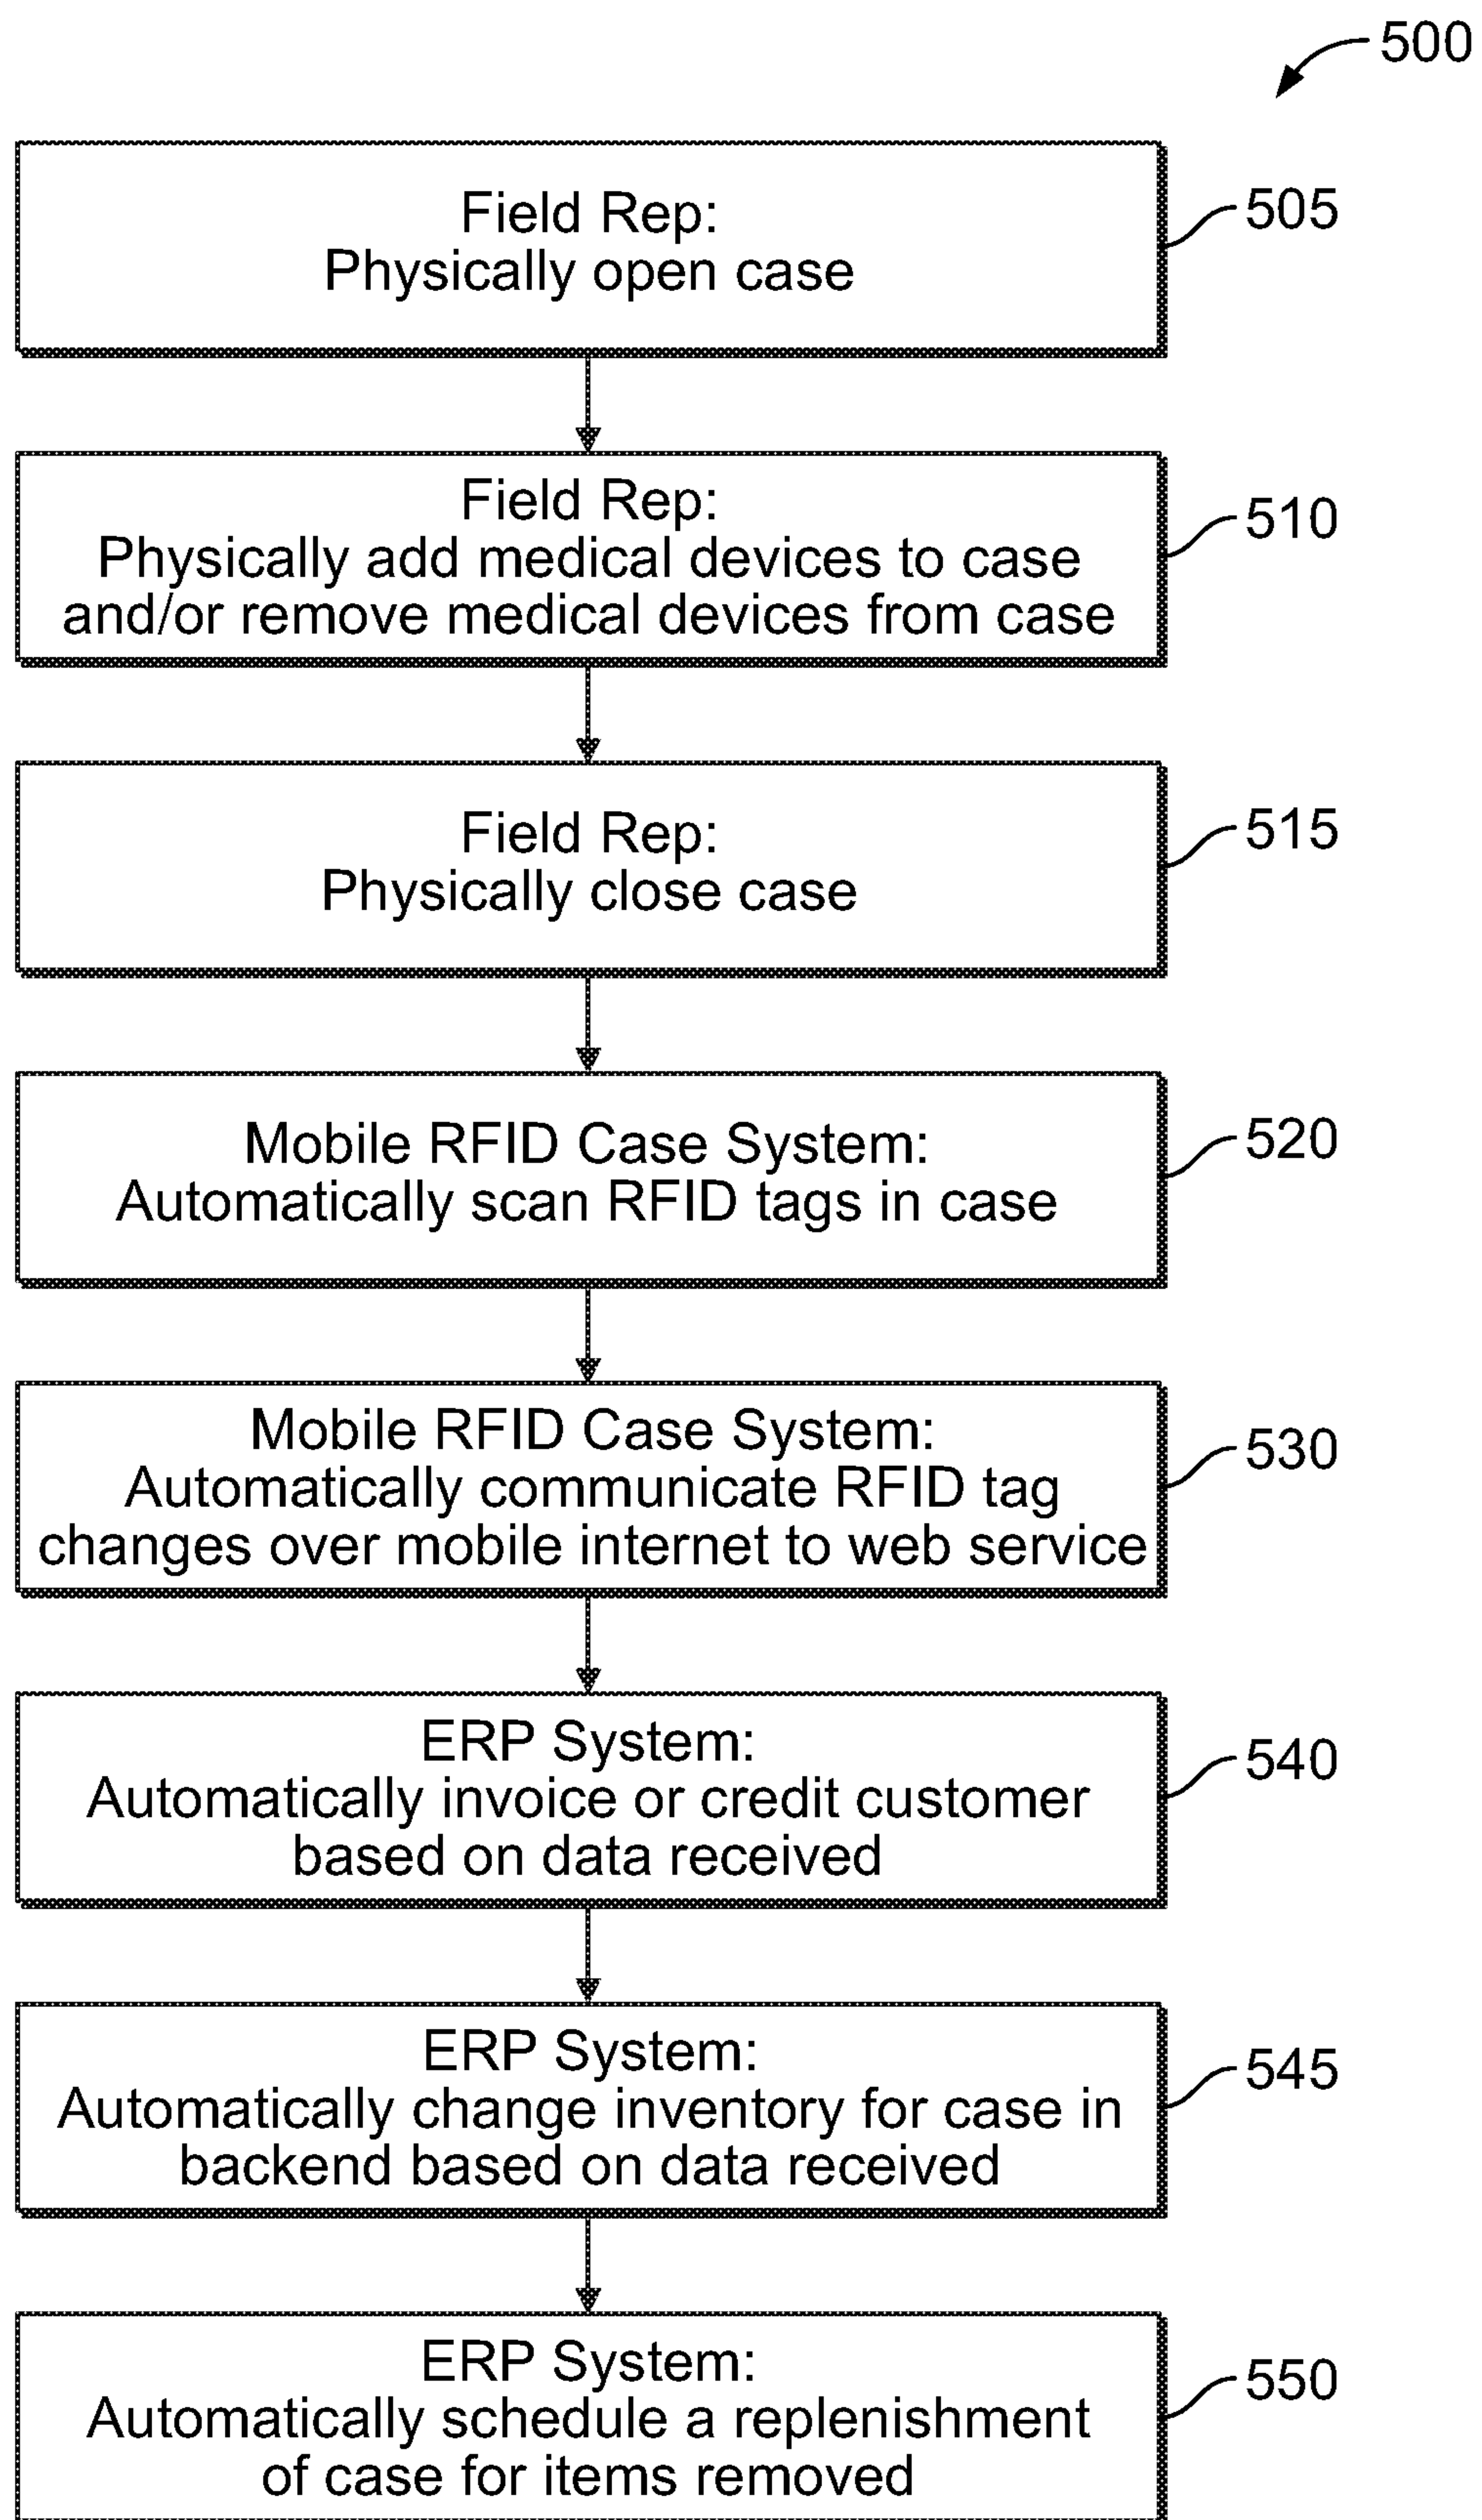 500
Field Rep:
Physically open case
505
Field Rep:
Physically add medical devices to case
and/or remove medical devices from case
510
Field Rep:
Physically close case
515
Mobile RFID Case System:
Automatically scan RFID tags in case
520
Mobile RFID Case System:
Automatically communicate RFID tag
changes over mobile internet to web service
530
ERP System:
Automatically invoice or credit customer
based on data received
540
ERP System:
Automatically change inventory for case in
backend based on data received
545
ERP System:
Automatically schedule a replenishment
of case for items removed
550